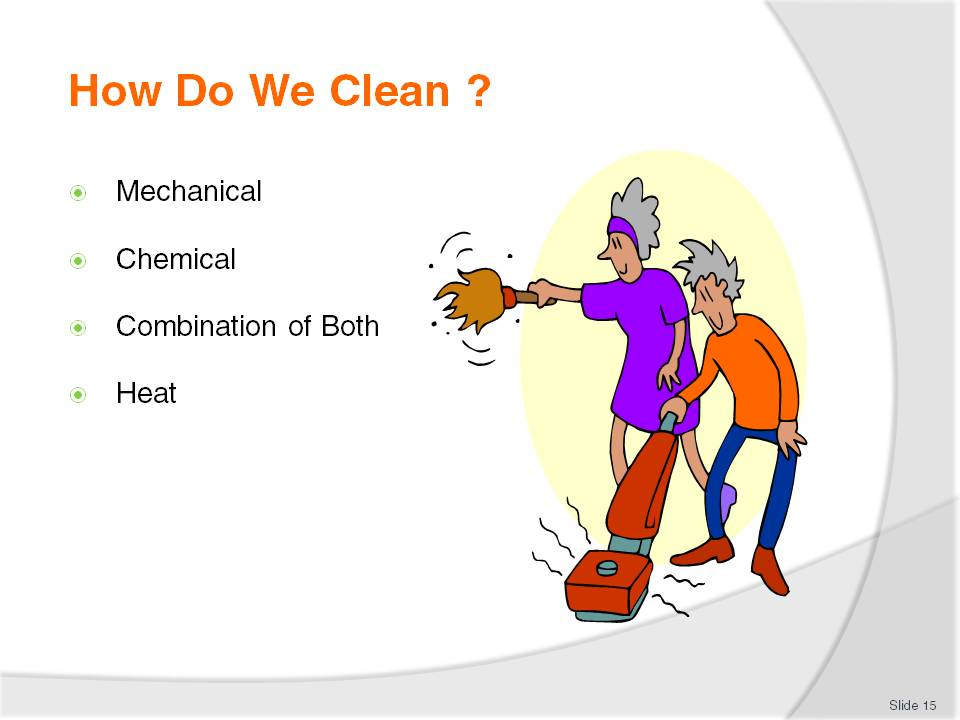 How Do We Clean ?
Mechanical
Chemical
Combination of Both
Heat
Slide 15